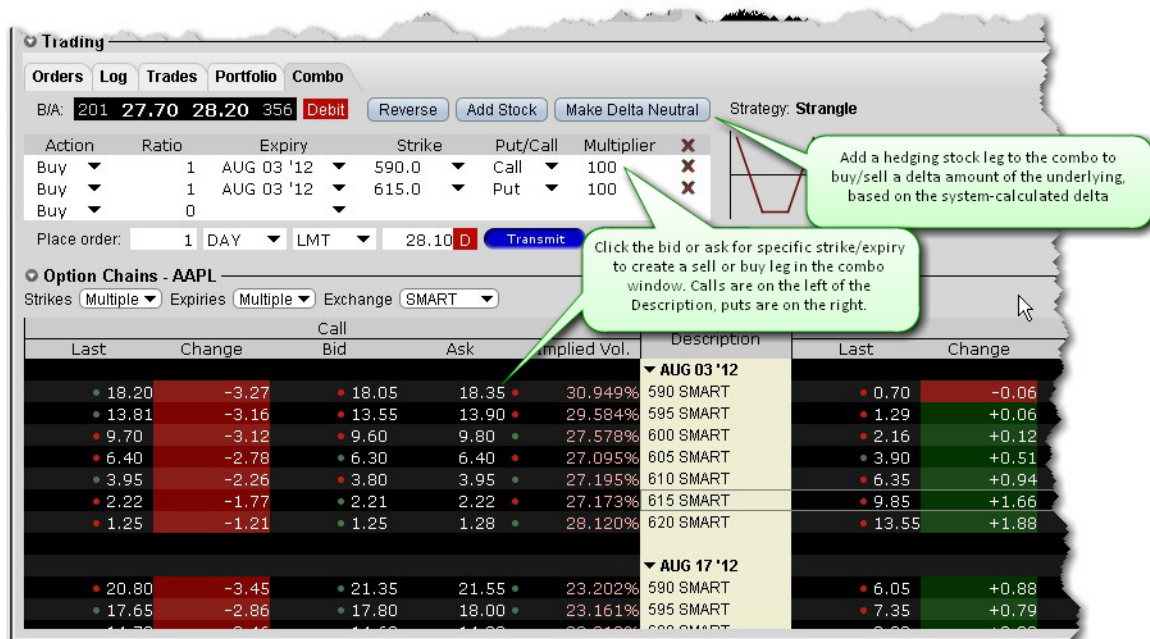 Trading
Orders Log Trades Portfolio Combo
B/A: 201 27.70 28.20 356 Debit Reverse Add Stock Make Delta Neutral Strategy: Strangle
Action Ratio Expiry Strike Put/Call Multiplier X
Buy 1 AUG 03 '12 590.0 Call 100 X
Buy 1 AUG 03 '12 615.0 Put 100 X
Buy 0
Add a hedging stock leg to the combo to
buy/sell a delta amount of the underlying,
based on the system-calculated delta
Place order: 1 DAY LMT 28.10 D Transmit
Click the bid or ask for specific strike/expiry
to create a sell or buy leg in the combo
window. Calls are on the left of the
Description, puts are on the right.
Option Chains - AAPL
Strikes Multiple Expiries Multiple Exchange SMART
Call
Last Change Bid Ask Implied Vol. Description Last Change
AUG 03 '12
18.20 -3.27 18.05 18.35 30.949% 590 SMART 0.70 -0.06
13.81 -3.16 13.55 13.90 29.584% 595 SMART 1.29 +0.06
9.70 -3.12 9.60 9.80 27.578% 600 SMART 2.16 +0.12
6.40 -2.78 6.30 6.40 27.095% 605 SMART 3.90 +0.51
3.95 -2.26 3.80 3.95 27.195% 610 SMART 6.35 +0.94
2.22 -1.77 2.21 2.22 27.173% 615 SMART 9.85 +1.66
1.25 -1.21 1.25 1.28 28.120% 620 SMART 13.55 +1.88
AUG 17 '12
20.80 -3.45 21.35 21.55 23.202% 590 SMART 6.05 +0.88
17.65 -2.86 17.80 18.00 23.161% 595 SMART 7.35 +0.79